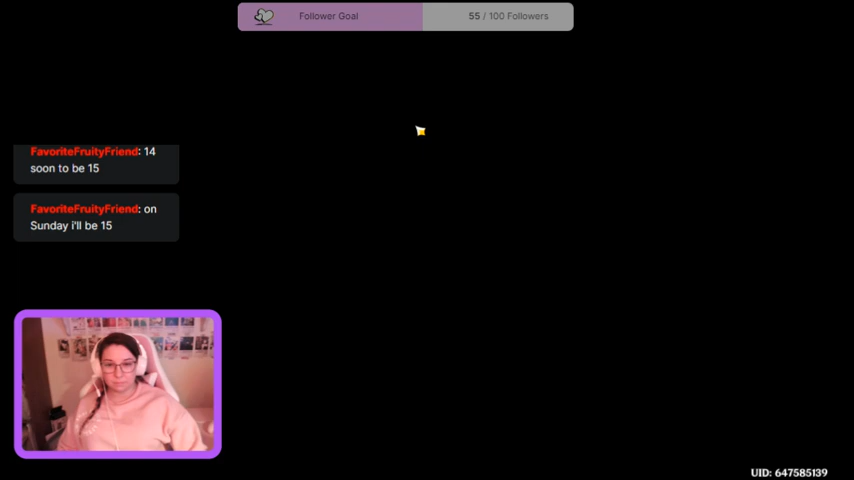 Follower Goal 55 / 100 Followers
FavoriteFruityFriend: 14
soon to be 15
FavoriteFruityFriend: on
Sunday i'll be 15
UID: 647585139